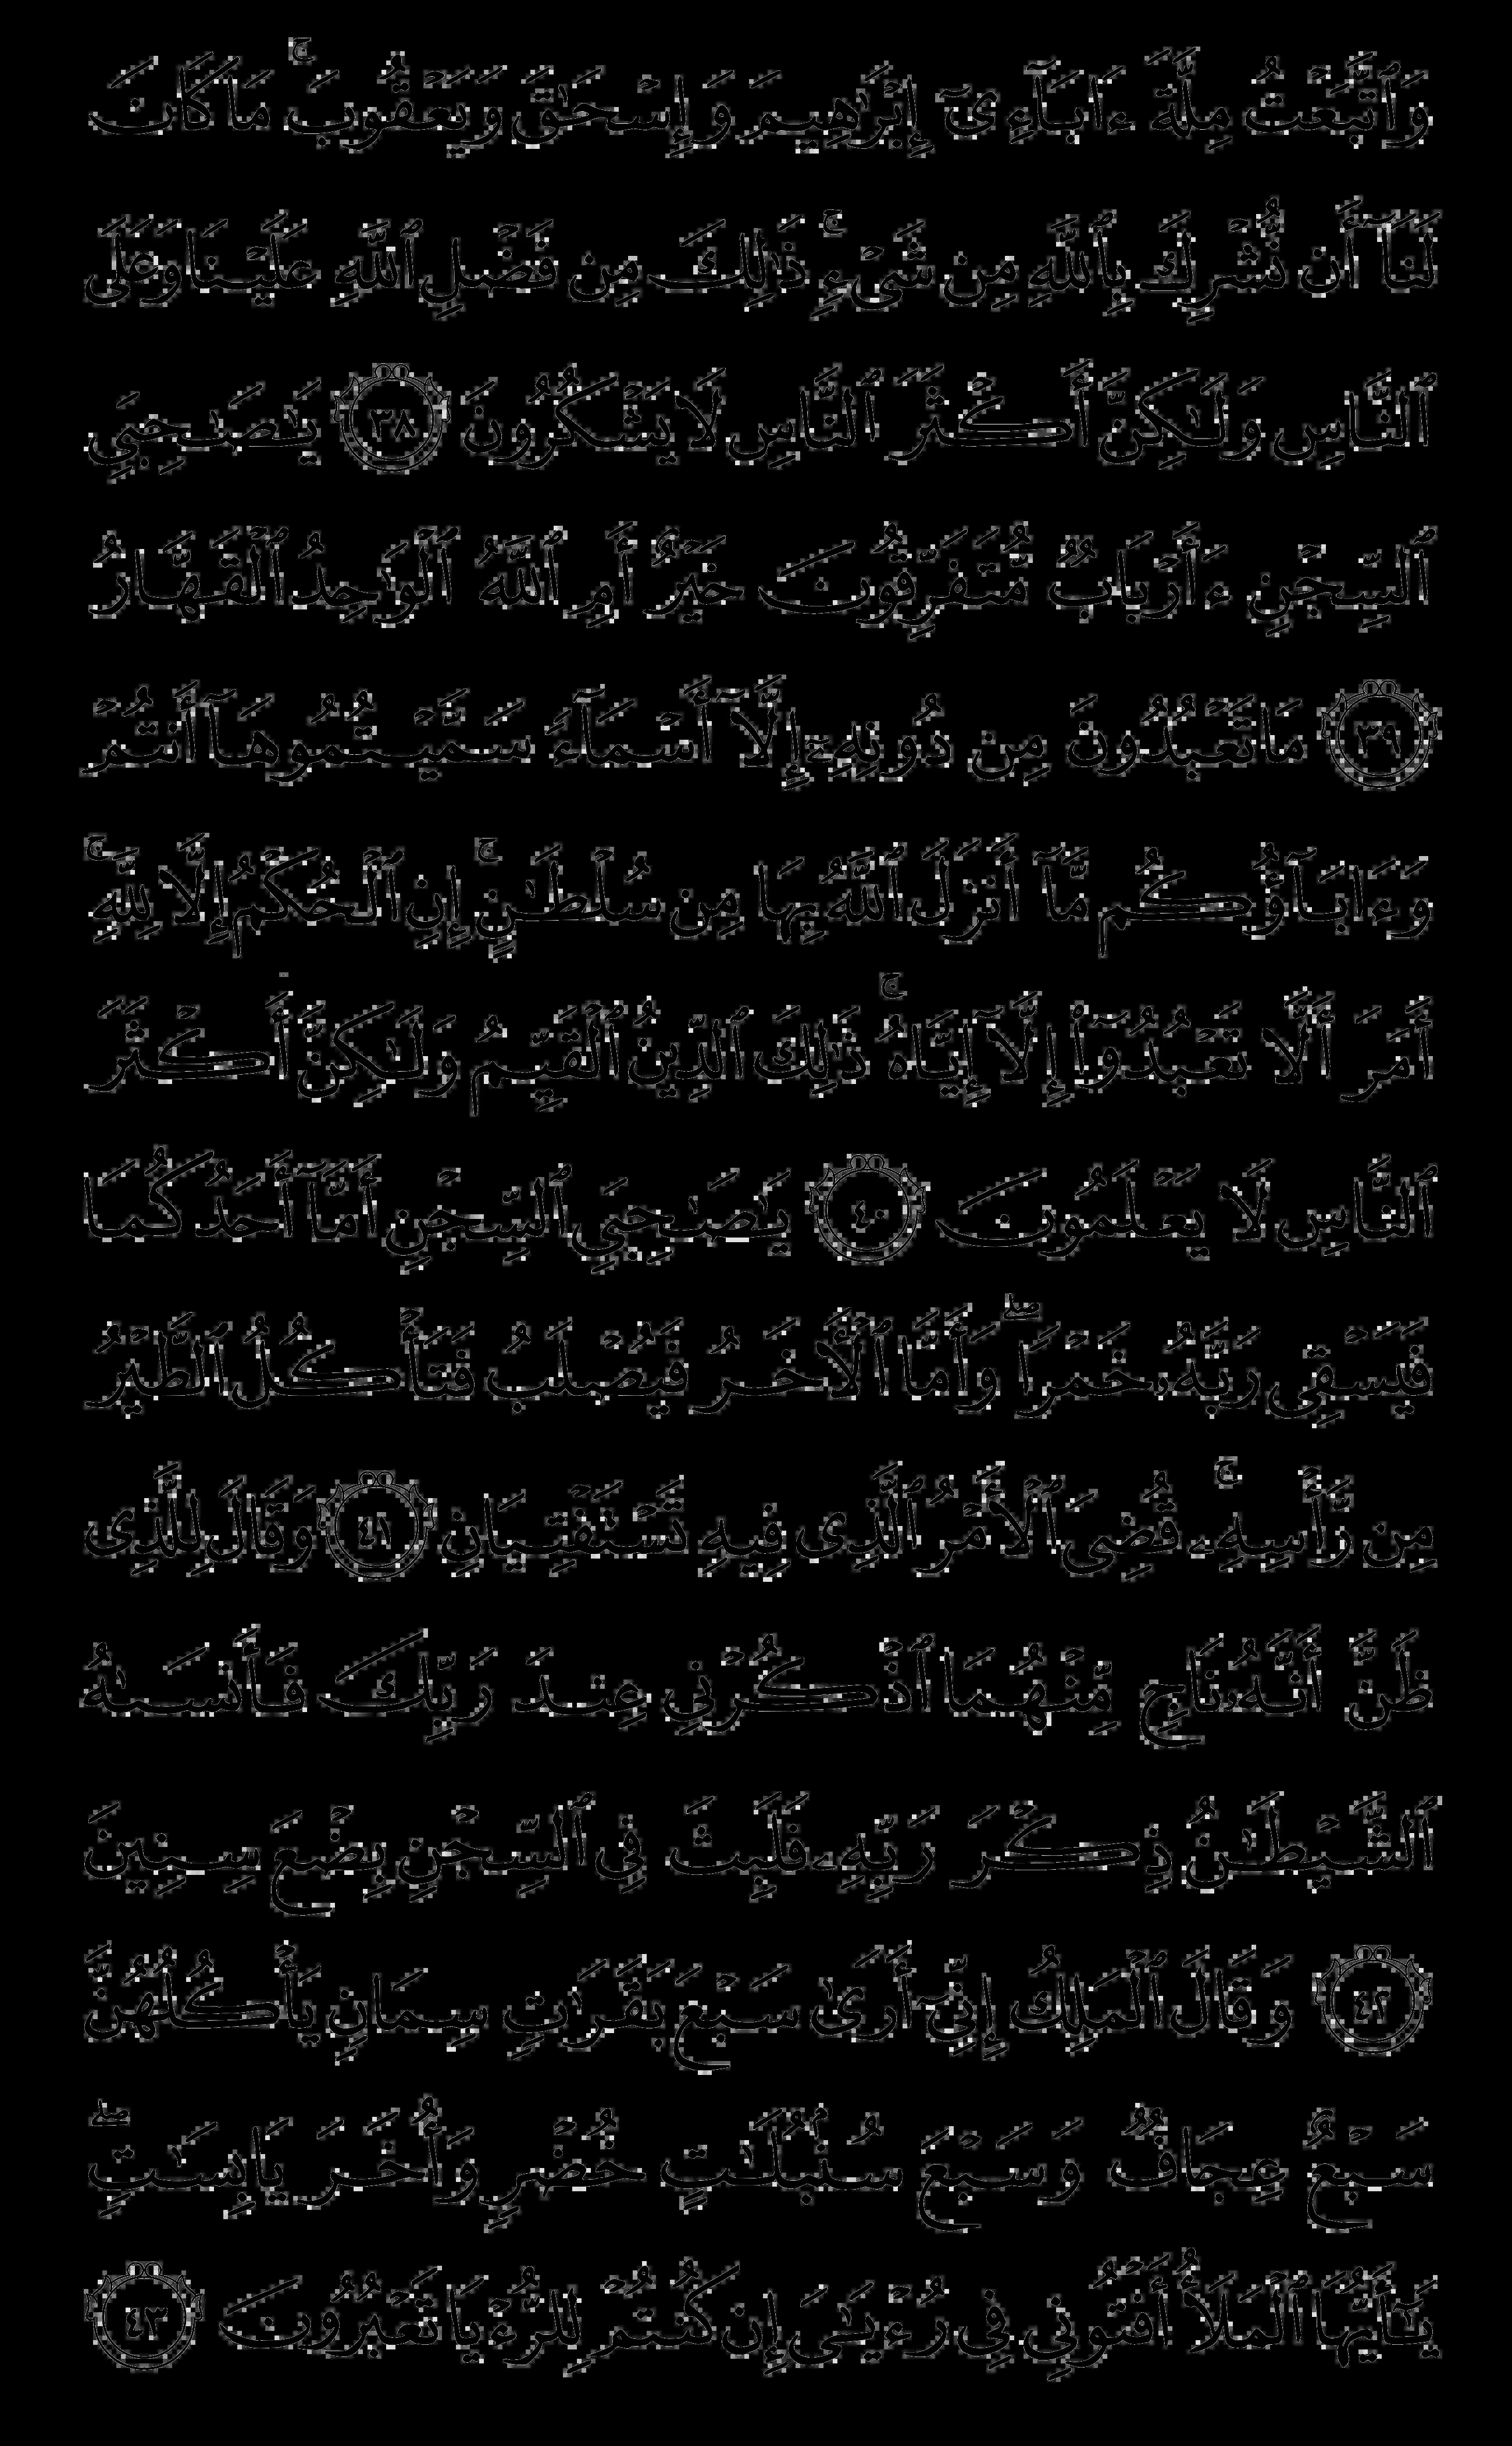 وَٱتَّبَعْتُ مِلَّةَ ءَابَآءِىٓ إِبْرَٰهِيمَ وَإِسْحَـٰقَ وَيَعْقُوبَ ۚ مَا كَانَ
لَنَآ أَن نُّشْرِكَ بِٱللَّهِ مِن شَىْءٍ ۚ ذَٰلِكَ مِن فَضْلِ ٱللَّهِ عَلَيْنَا وَعَلَى
ٱلنَّاسِ وَلَـٰكِنَّ أَكْثَرَ ٱلنَّاسِ لَا يَشْكُرُونَ ٣٨ يَـٰصَـٰحِبَىِ
ٱلسِّجْنِ ءَأَرْبَابٌ مُّتَفَرِّقُونَ خَيْرٌ أَمِ ٱللَّهُ ٱلْوَٰحِدُ ٱلْقَهَّارُ
٣٩ مَا تَعْبُدُونَ مِن دُونِهِۦٓ إِلَّآ أَسْمَآءً سَمَّيْتُمُوهَآ أَنتُمْ
وَءَابَآؤُكُم مَّآ أَنزَلَ ٱللَّهُ بِهَا مِن سُلْطَـٰنٍ ۚ إِنِ ٱلْحُكْمُ إِلَّا لِلَّهِ ۚ
أَمَرَ أَلَّا تَعْبُدُوٓا۟ إِلَّآ إِيَّاهُ ۚ ذَٰلِكَ ٱلدِّينُ ٱلْقَيِّمُ وَلَـٰكِنَّ أَكْثَرَ
ٱلنَّاسِ لَا يَعْلَمُونَ ٤٠ يَـٰصَـٰحِبَىِ ٱلسِّجْنِ أَمَّآ أَحَدُكُمَا
فَيَسْقِى رَبَّهُۥ خَمْرًا ۖ وَأَمَّا ٱلْـَٔاخَرُ فَيُصْلَبُ فَتَأْكُلُ ٱلطَّيْرُ
مِن رَّأْسِهِۦ ۚ قُضِىَ ٱلْأَمْرُ ٱلَّذِى فِيهِ تَسْتَفْتِيَانِ ٤١ وَقَالَ لِلَّذِى
ظَنَّ أَنَّهُۥ نَاجٍ مِّنْهُمَا ٱذْكُرْنِى عِندَ رَبِّكَ فَأَنسَىٰهُ
ٱلشَّيْطَـٰنُ ذِكْرَ رَبِّهِۦ فَلَبِثَ فِى ٱلسِّجْنِ بِضْعَ سِنِينَ
٤٢ وَقَالَ ٱلْمَلِكُ إِنِّىٓ أَرَىٰ سَبْعَ بَقَرَٰتٍ سِمَانٍ يَأْكُلُهُنَّ
سَبْعٌ عِجَافٌ وَسَبْعَ سُنۢبُلَـٰتٍ خُضْرٍ وَأُخَرَ يَابِسَـٰتٍ ۖ
يَـٰٓأَيُّهَا ٱلْمَلَأُ أَفْتُونِى فِى رُءْيَـٰىَ إِن كُنتُمْ لِلرُّءْيَا تَعْبُرُونَ ٤٣